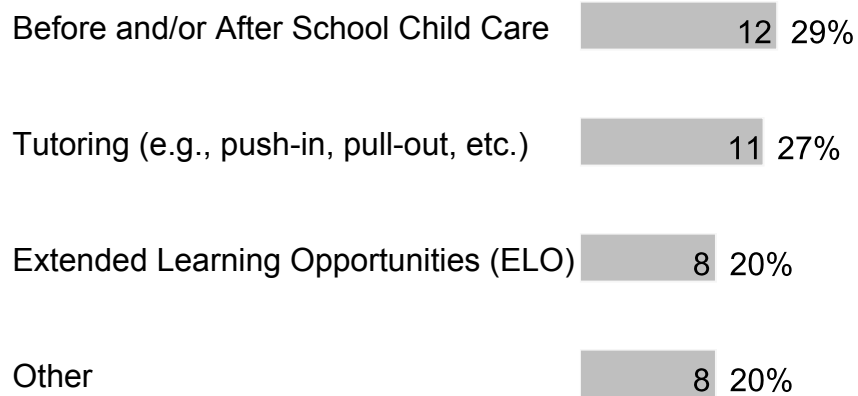 Before and/or After School Child Care 12 29%
Tutoring (e.g., push-in, pull-out, etc.) 11 27%
Extended Learning Opportunities (ELO) 8 20%
Other 8 20%